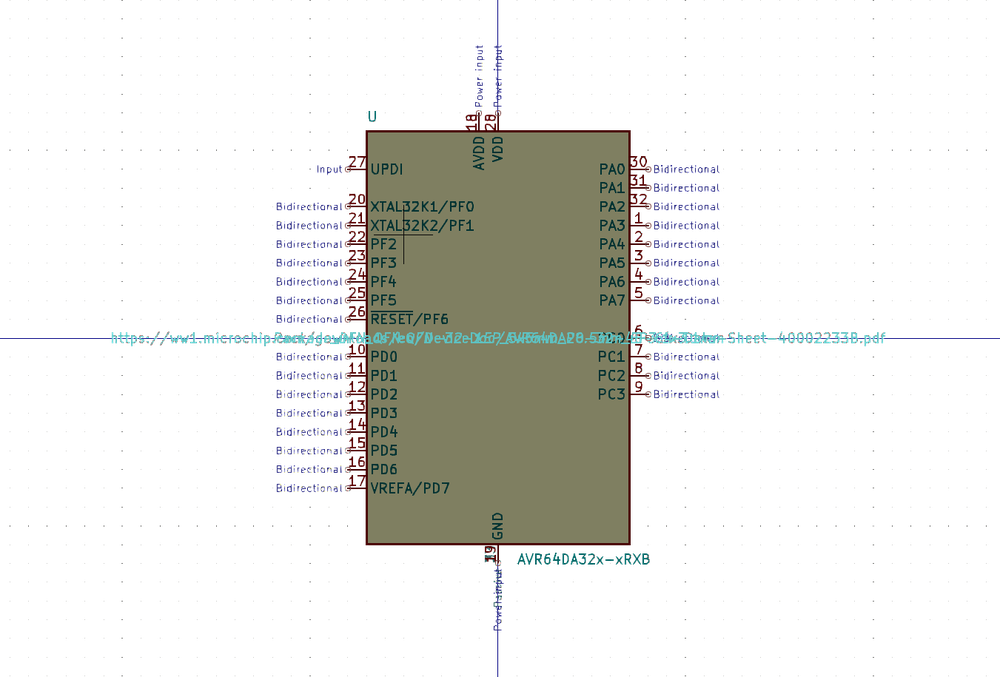 Power input Power input
18 28
U
AVDD VDD
Input 27 UPDI PA0 30 Bidirectional
PA1 31 Bidirectional
Bidirectional 20 XTAL32K1/PF0 PA2 32 Bidirectional
Bidirectional 21 XTAL32K2/PF1 PA3 1 Bidirectional
Bidirectional 22 PF2 PA4 2 Bidirectional
Bidirectional 23 PF3 PA5 3 Bidirectional
Bidirectional 24 PF4 PA6 4 Bidirectional
Bidirectional 25 PF5 PA7 5 Bidirectional
Bidirectional 26 RESET/PF6
6
Bidirectional 10 PD0 PC1 7 Bidirectional
Bidirectional 11 PD1 PC2 8 Bidirectional
Bidirectional 12 PD2 PC3 9 Bidirectional
Bidirectional 13 PD3
Bidirectional 14 PD4
Bidirectional 15 PD5
Bidirectional 16 PD6
Bidirectional 17 VREFA/PD7
GND
AVR64DA32x-xRXB